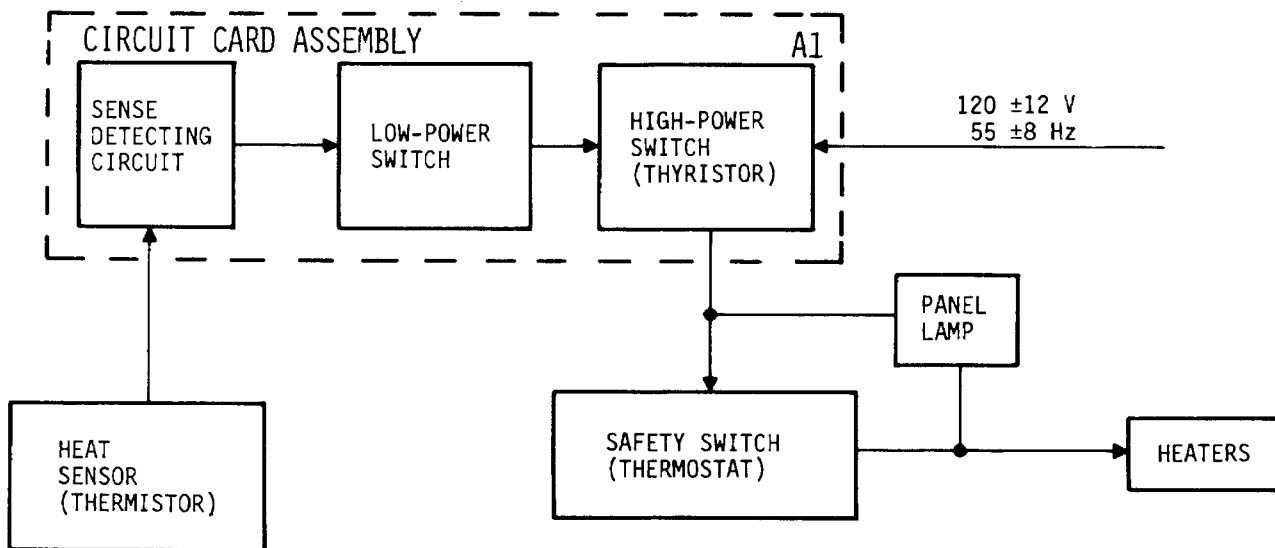 CIRCUIT CARD ASSEMBLY
A1
SENSE
DETECTING
CIRCUIT
LOW-POWER
SWITCH
HIGH-POWER
SWITCH
(THYRISTOR)
120 ±12 V
55 ±8 Hz
PANEL
LAMP
HEAT
SENSOR
(THERMISTOR)
SAFETY SWITCH
(THERMOSTAT)
HEATERS